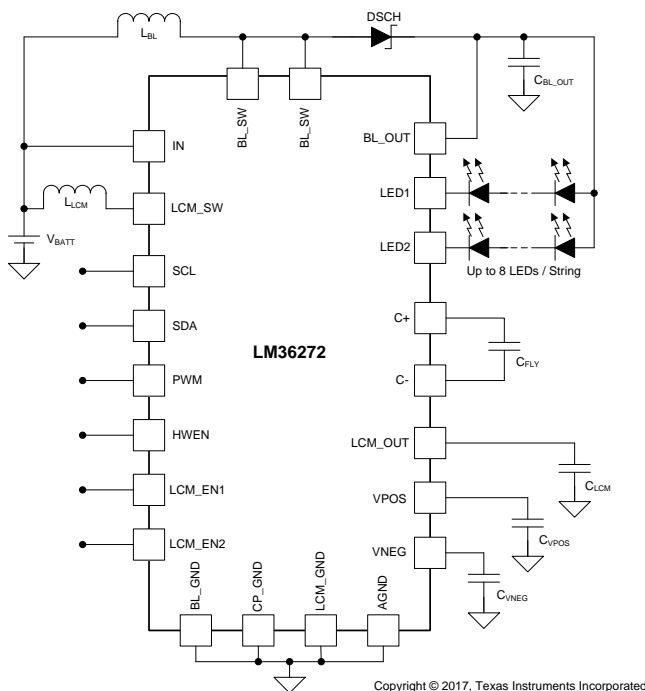 DSCH
L_BL
C_BL_OUT
BL_SW
BL_SW
IN
BL_OUT
LED1
L_LCM
LCM_SW
V_BATT
LED2
Up to 8 LEDs / String
SCL
C+
SDA
LM36272
C_FLY
PWM
C-
HWEN
LCM_OUT
LCM_EN1
C_LCM
VPOS
C_VPOS
LCM_EN2
VNEG
C_VNEG
BL_GND
CP_GND
LCM_GND
AGND
Copyright © 2017, Texas Instruments Incorporated